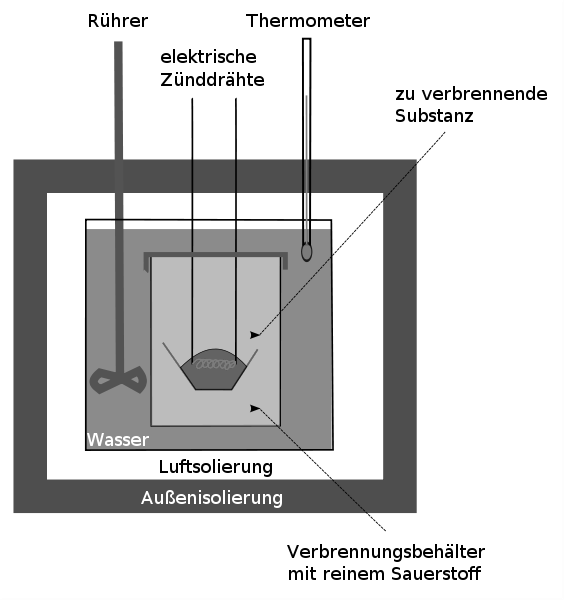 Rührer
Thermometer
elektrische
Zünddrähte
zu verbrennende
Substanz
Wasser
Luftsolierung
Außenisolierung
Verbrennungsbehälter
mit reinem Sauerstoff